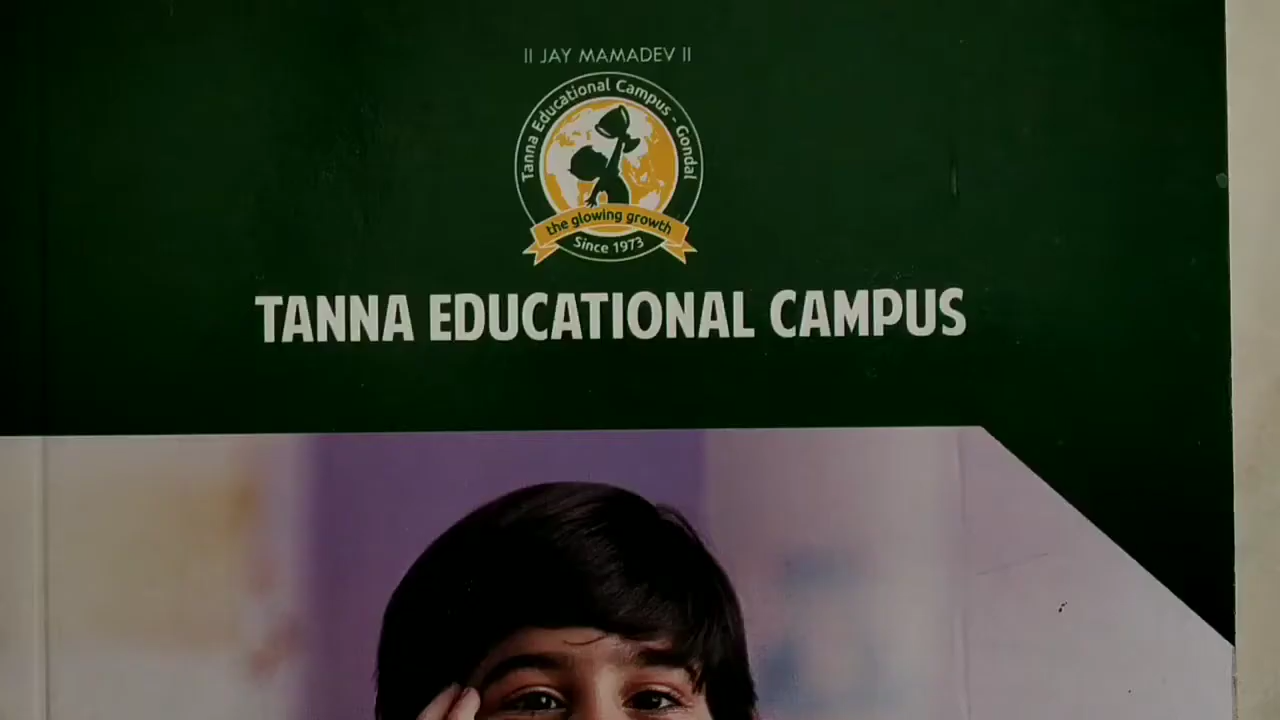 II JAY MAMADEV II
Tanna Educational Campus - Gondal
the glowing growth
Since 1973
TANNA EDUCATIONAL CAMPUS